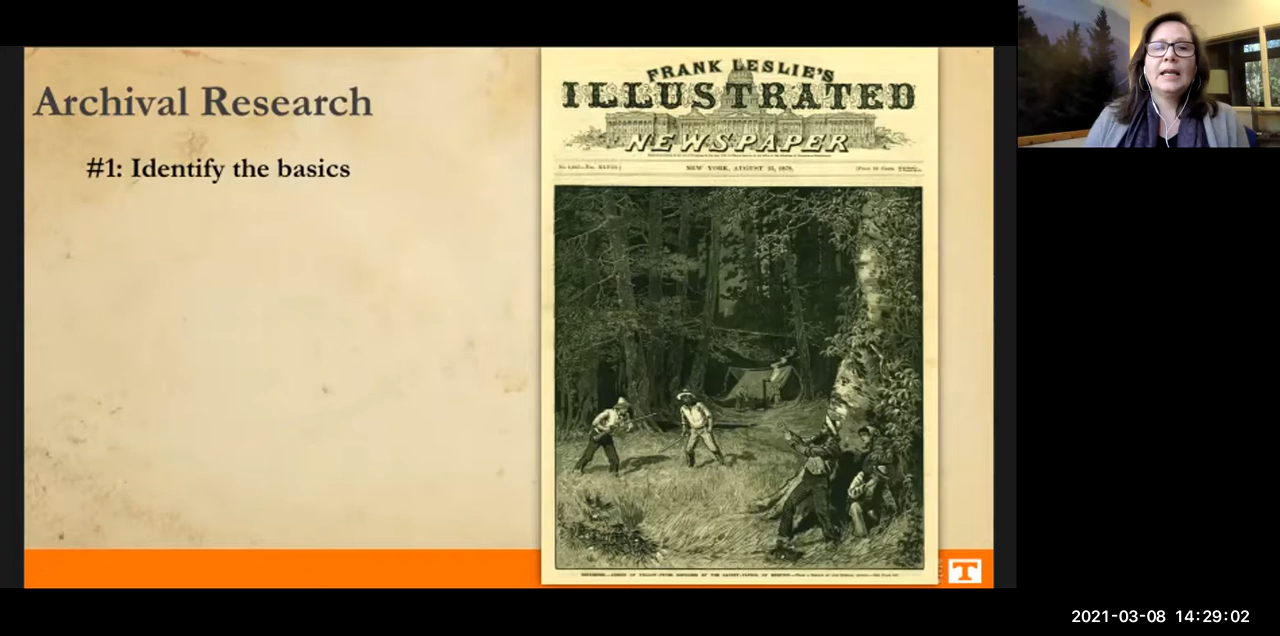 Archival Research
#1: Identify the basics
FRANK LESLIE'S
ILLUSTRATED
NEWSPAPER
NEW YORK, AUGUST
T
2021-03-08 14:29:02